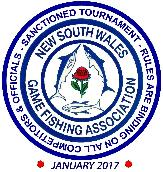 SANCTIONED TOURNAMENT - RULES ARE BINDING ON ALL COMPETITORS & OFFICIALS -
NEW SOUTH WALES
GAME FISHING ASSOCIATION
JANUARY 2017